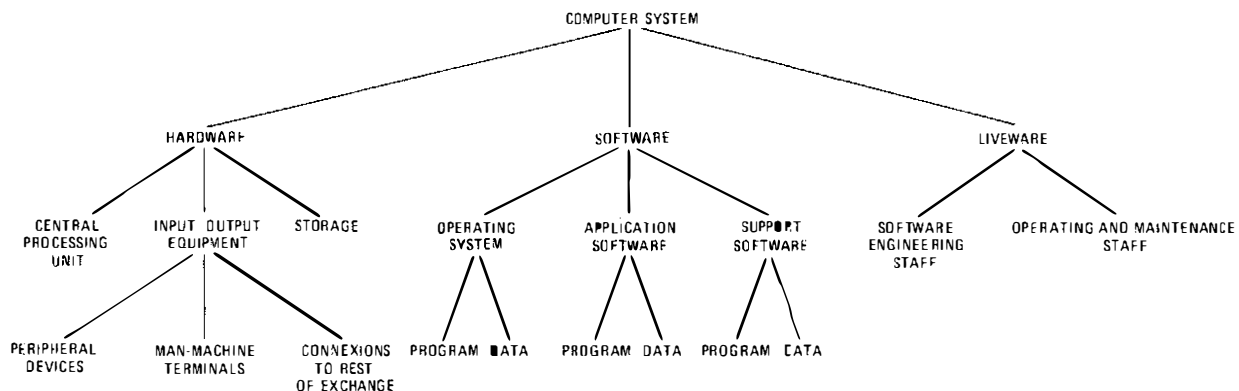 COMPUTER SYSTEM
HARDWARE
SOFTWARE
LIVEWARE
CENTRAL
PROCESSING
UNIT
INPUT OUTPUT
EQUIPMENT
STORAGE
OPERATING
SYSTEM
APPLICATION
SOFTWARE
SUPPORT
SOFTWARE
SOFTWARE
ENGINEERING
STAFF
OPERATING AND MAINTENANCE
STAFF
PERIPHERAL
DEVICES
MAN-MACHINE
TERMINALS
CONNEXIONS
TO REST
OF EXCHANGE
PROGRAM DATA
PROGRAM DATA
PROGRAM DATA